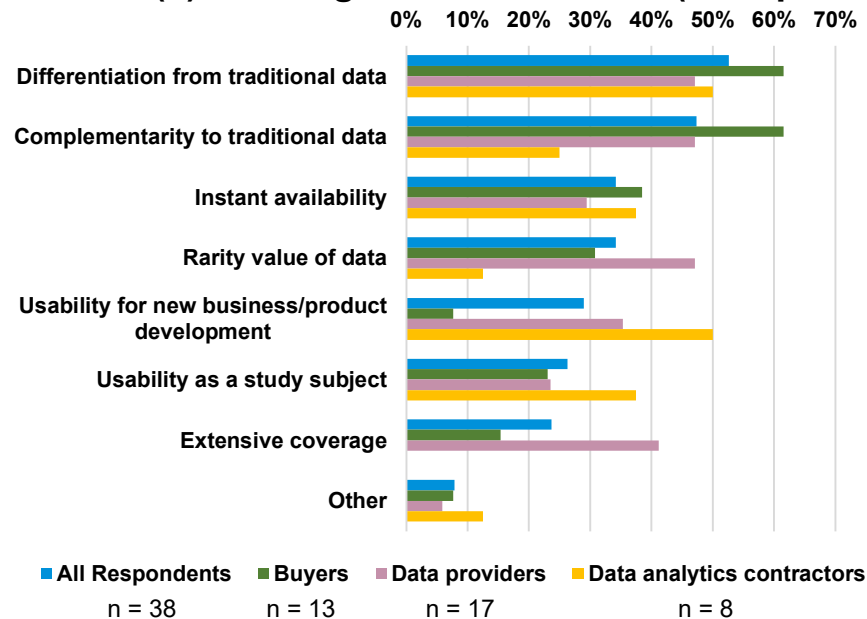 0% 10% 20% 30% 40% 50% 60% 70%
Differentiation from traditional data
Complementarity to traditional data
Instant availability
Rarity value of data
Usability for new business/product
development
Usability as a study subject
Extensive coverage
Other
All Respondents Buyers Data providers Data analytics contractors
n = 38 n = 13 n = 17 n = 8